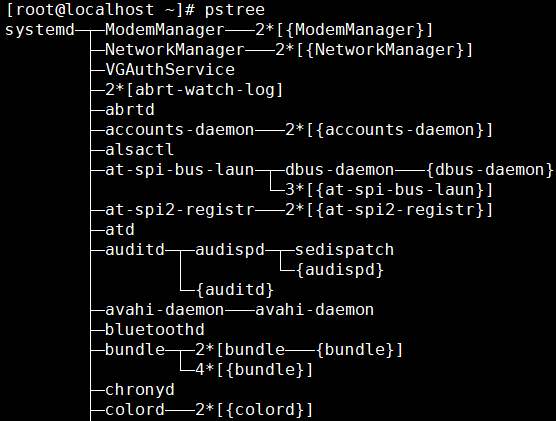 [root@localhost ~]# pstree
systemd─┬─ModemManager───2*[{ModemManager}]
        ├─NetworkManager───2*[{NetworkManager}]
        ├─VGAuthService
        ├─2*[abrt-watch-log]
        ├─abrtd
        ├─accounts-daemon───2*[{accounts-daemon}]
        ├─alsactl
        ├─at-spi-bus-laun─┬─dbus-daemon───{dbus-daemon}
        │                 └─3*[{at-spi-bus-laun}]
        ├─at-spi2-registr───2*[{at-spi2-registr}]
        ├─atd
        ├─auditd─┬─audispd─┬─sedispatch
        │        │         └─{audispd}
        │        └─{auditd}
        ├─avahi-daemon───avahi-daemon
        ├─bluetoothd
        ├─bundle─┬─2*[bundle───{bundle}]
        │        └─4*[{bundle}]
        ├─chronyd
        ├─colord───2*[{colord}]